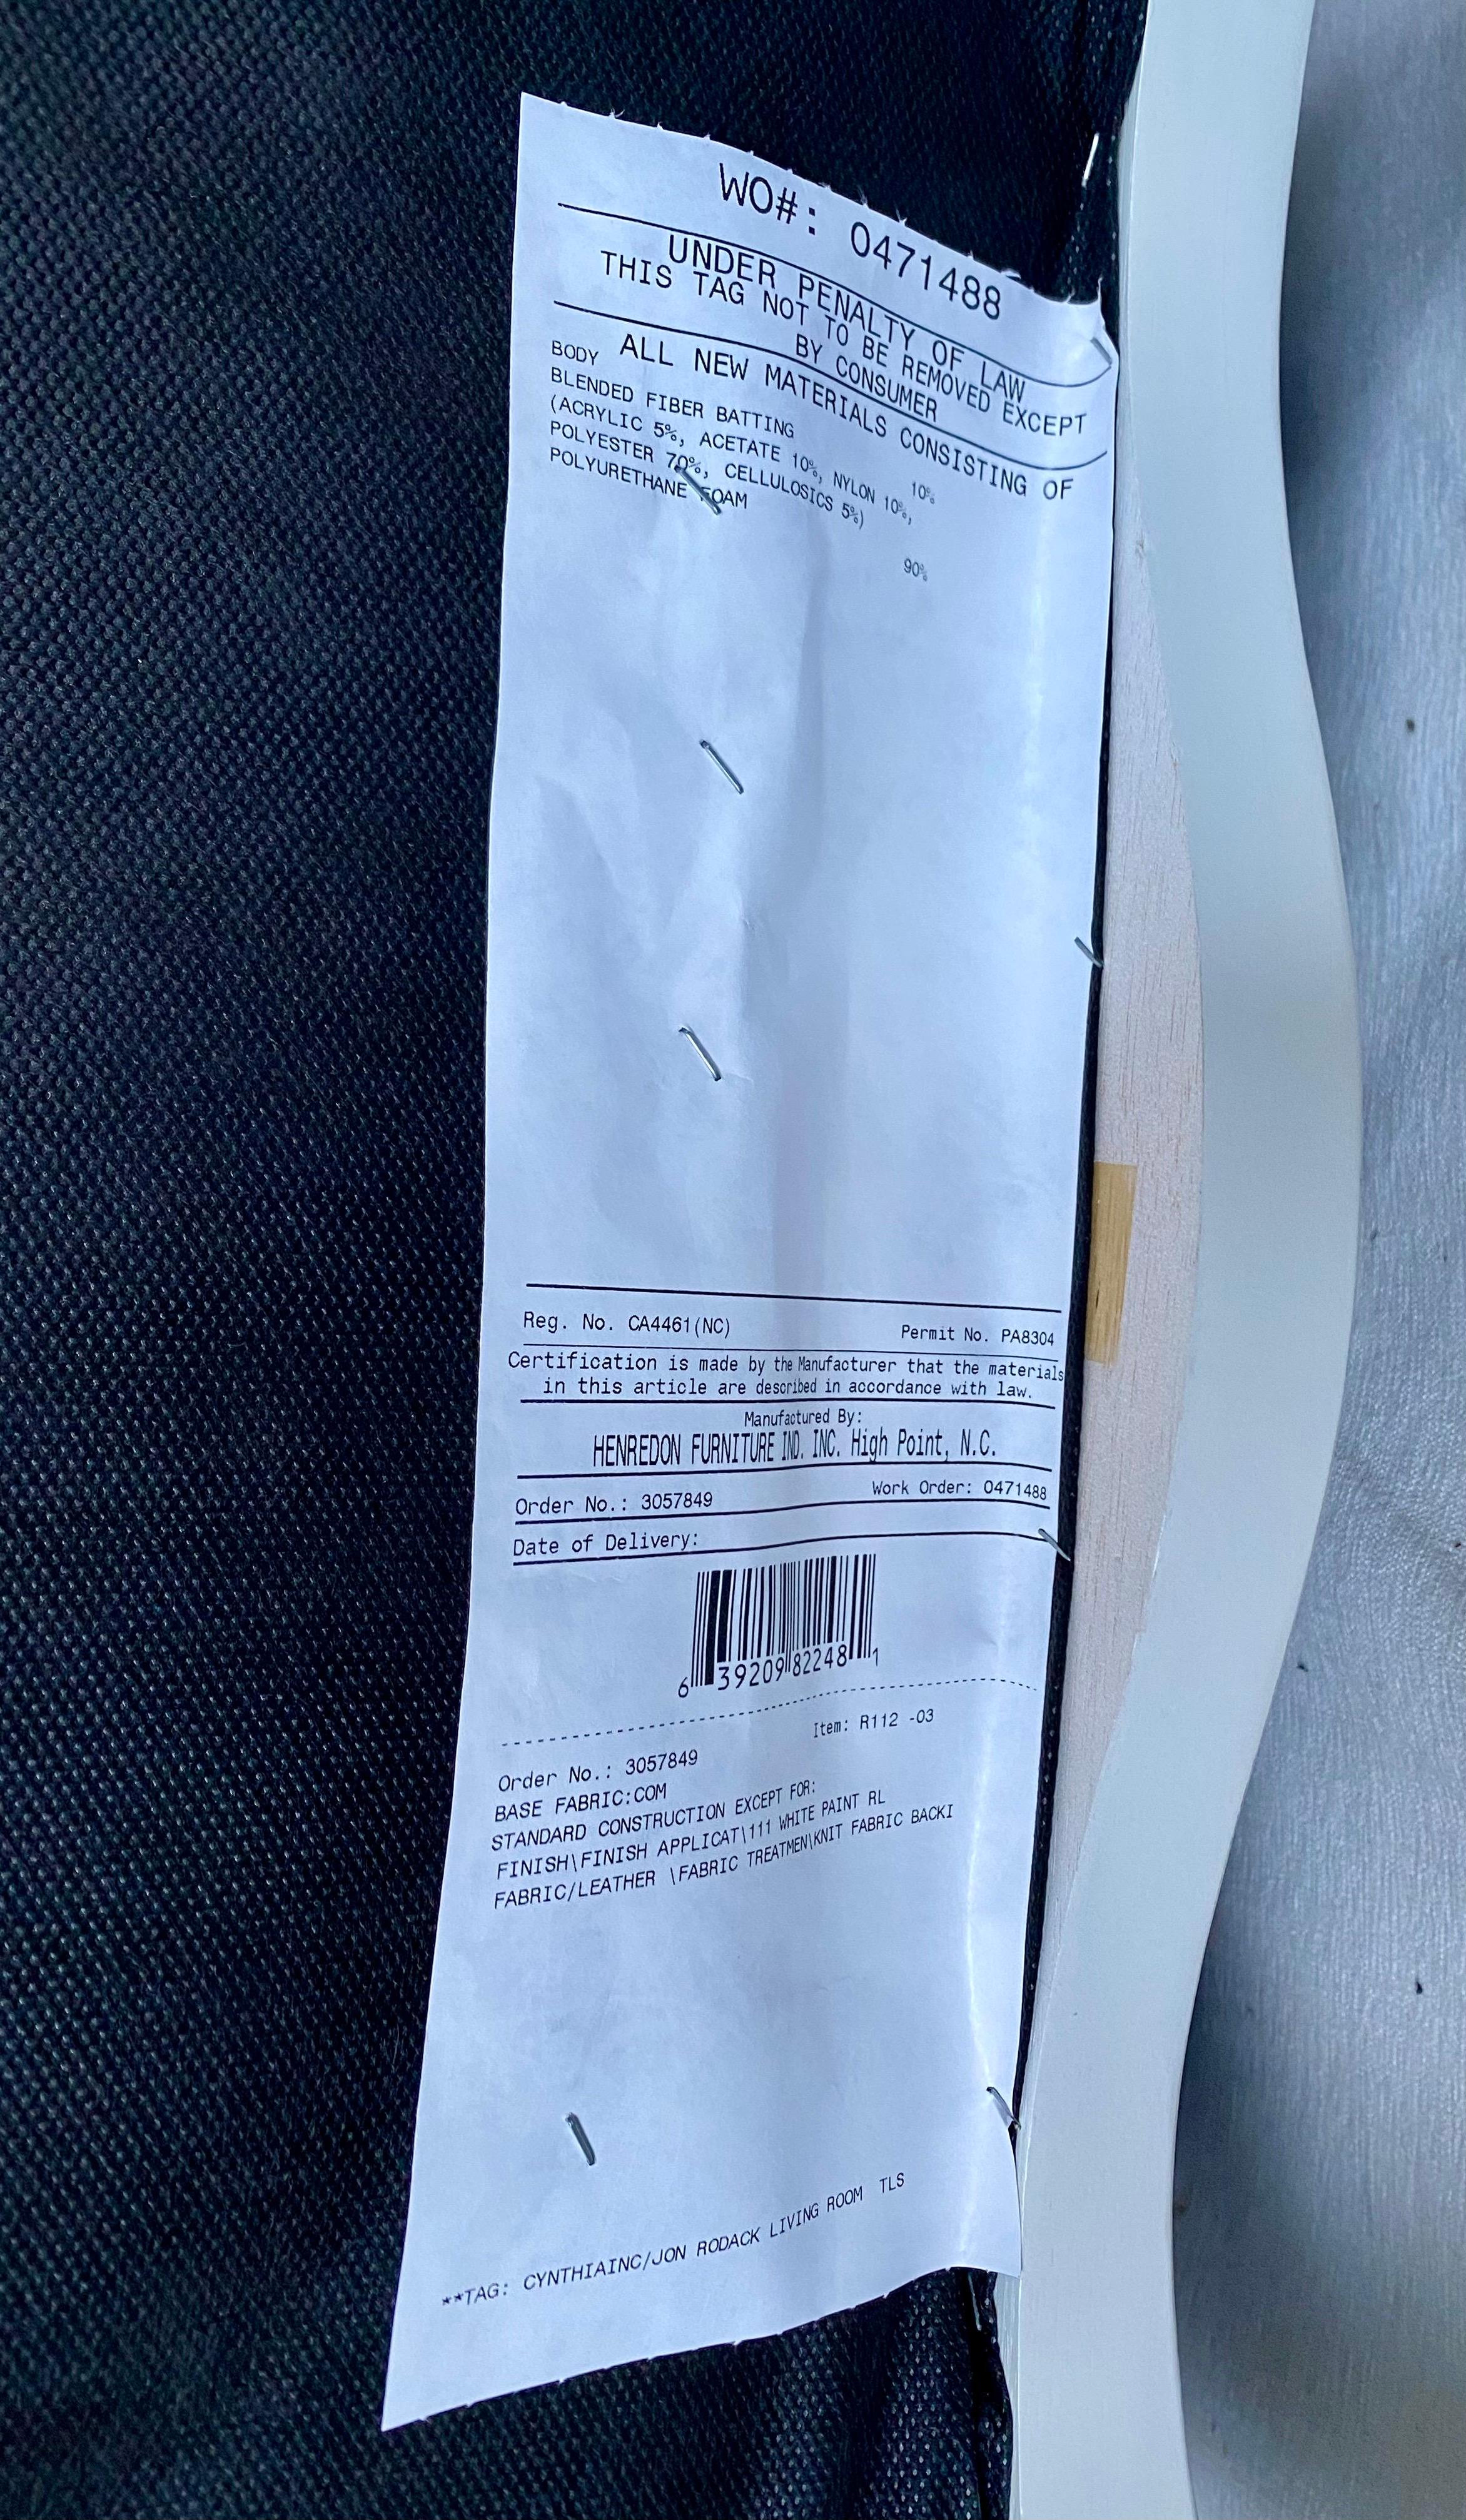 WO#: 0471488
UNDER PENALTY OF LAW
THIS TAG NOT TO BE REMOVED EXCEPT
BY CONSUMER
ALL NEW MATERIALS CONSISTING OF
BODY
BLENDED FIBER BATTING 10%
(ACRYLIC 5%, ACETATE 10%, NYLON 10%,
POLYESTER 70%, CELLULOSICS 5%)
POLYURETHANE FOAM 90%
Reg. No. CA4461(NC) Permit No. PA8304
Certification is made by the Manufacturer that the materials
in this article are described in accordance with law.
Manufactured By:
HENREDON FURNITURE IND. INC. High Point, N.C.
Order No.: 3057849 Work Order: 0471488
Date of Delivery:
6 39209 82248 1
Item: R112 -03
Order No.: 3057849
BASE FABRIC:COM
STANDARD CONSTRUCTION EXCEPT FOR:
FINISH\FINISH APPLICAT\111 WHITE PAINT RL
FABRIC/LEATHER \FABRIC TREATMEN\KNIT FABRIC BACKI
**TAG: CYNTHIAINC/JON RODACK LIVING ROOM TLS